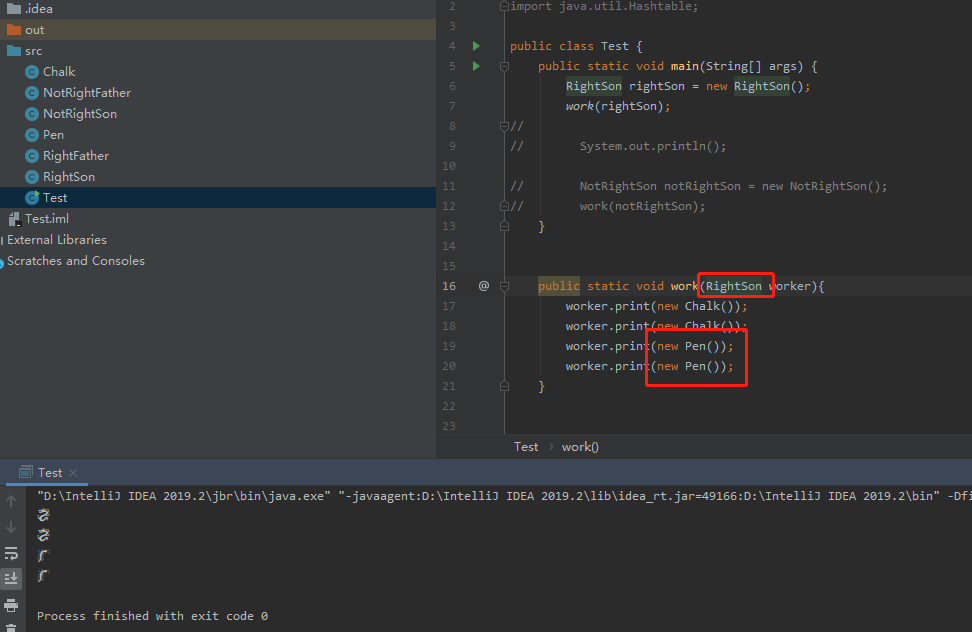 .idea
out
src
Chalk
NotRightFather
NotRightSon
Pen
RightFather
RightSon
Test
Test.iml
External Libraries
Scratches and Consoles
2 import java.util.Hashtable;
3
4 public class Test {
5 public static void main(String[] args) {
6 RightSon rightSon = new RightSon();
7 work(rightSon);
8 //
9 // System.out.println();
10
11 // NotRightSon notRightSon = new NotRightSon();
12 // work(notRightSon);
13 }
14
15
16 @ public static void work(RightSon worker){
17 worker.print(new Chalk());
18 worker.print(new Chalk());
19 worker.print(new Pen());
20 worker.print(new Pen());
21 }
22
23
Test › work()
Test ×
"D:\IntelliJ IDEA 2019.2\jbr\bin\java.exe" "-javaagent:D:\IntelliJ IDEA 2019.2\lib\idea_rt.jar=49166:D:\IntelliJ IDEA 2019.2\bin" -Dfi
Process finished with exit code 0